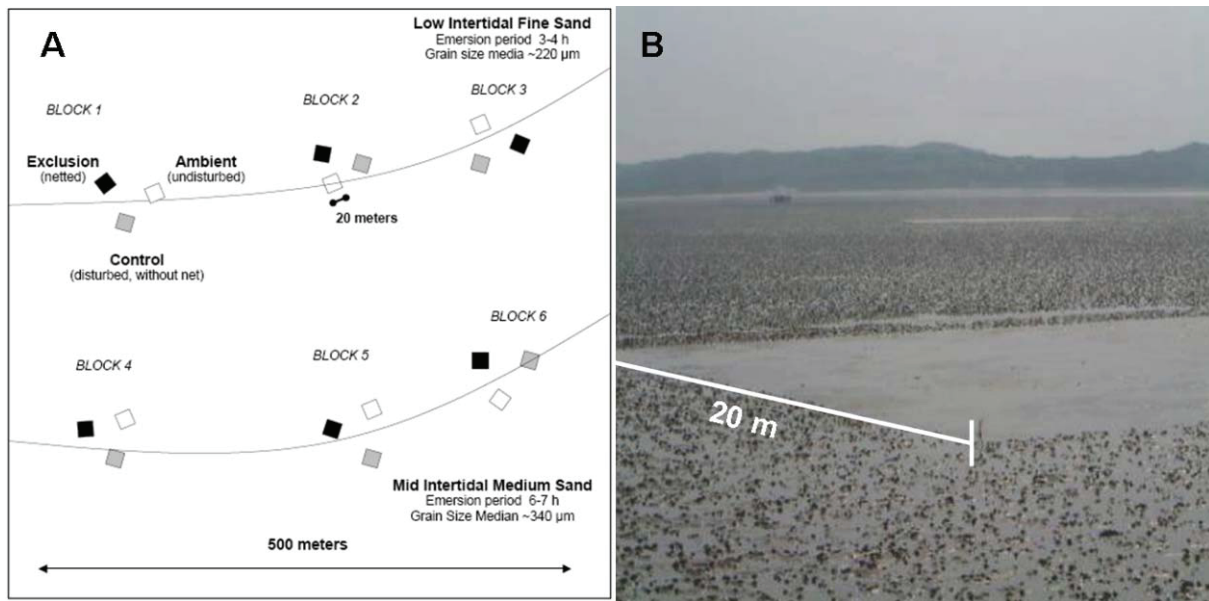 A
Low Intertidal Fine Sand
Emersion period 3-4 h
Grain size media ~220 µm
BLOCK 1
BLOCK 2
BLOCK 3
Exclusion
(netted)
Ambient
(undisturbed)
20 meters
Control
(disturbed, without net)
BLOCK 4
BLOCK 5
BLOCK 6
Mid Intertidal Medium Sand
Emersion period 6-7 h
Grain Size Median ~340 µm
500 meters
B
20 m